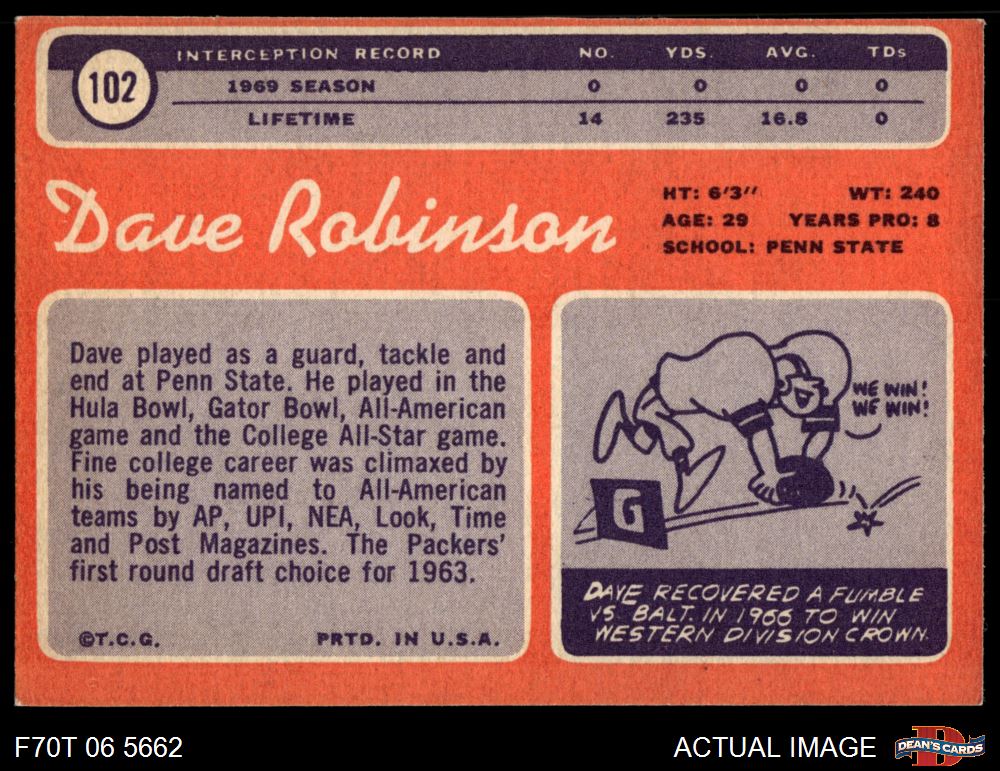 102
INTERCEPTION RECORD NO. YDS. AVG. TDs
1969 SEASON 0 0 0 0
LIFETIME 14 235 16.8 0
Dave Robinson
HT: 6'3" WT: 240
AGE: 29 YEARS PRO: 8
SCHOOL: PENN STATE
Dave played as a guard, tackle and
end at Penn State. He played in the
Hula Bowl, Gator Bowl, All-American
game and the College All-Star game.
Fine college career was climaxed by
his being named to All-American
teams by AP, UPI, NEA, Look, Time
and Post Magazines. The Packers'
first round draft choice for 1963.
©T.C.G. PRTD. IN U.S.A.
WE WIN!
WE WIN!
G
DAVE RECOVERED A FUMBLE
VS. BALT. IN 1966 TO WIN
WESTERN DIVISION CROWN.
F70T 06 5662
ACTUAL IMAGE
D
DEAN'S CARDS